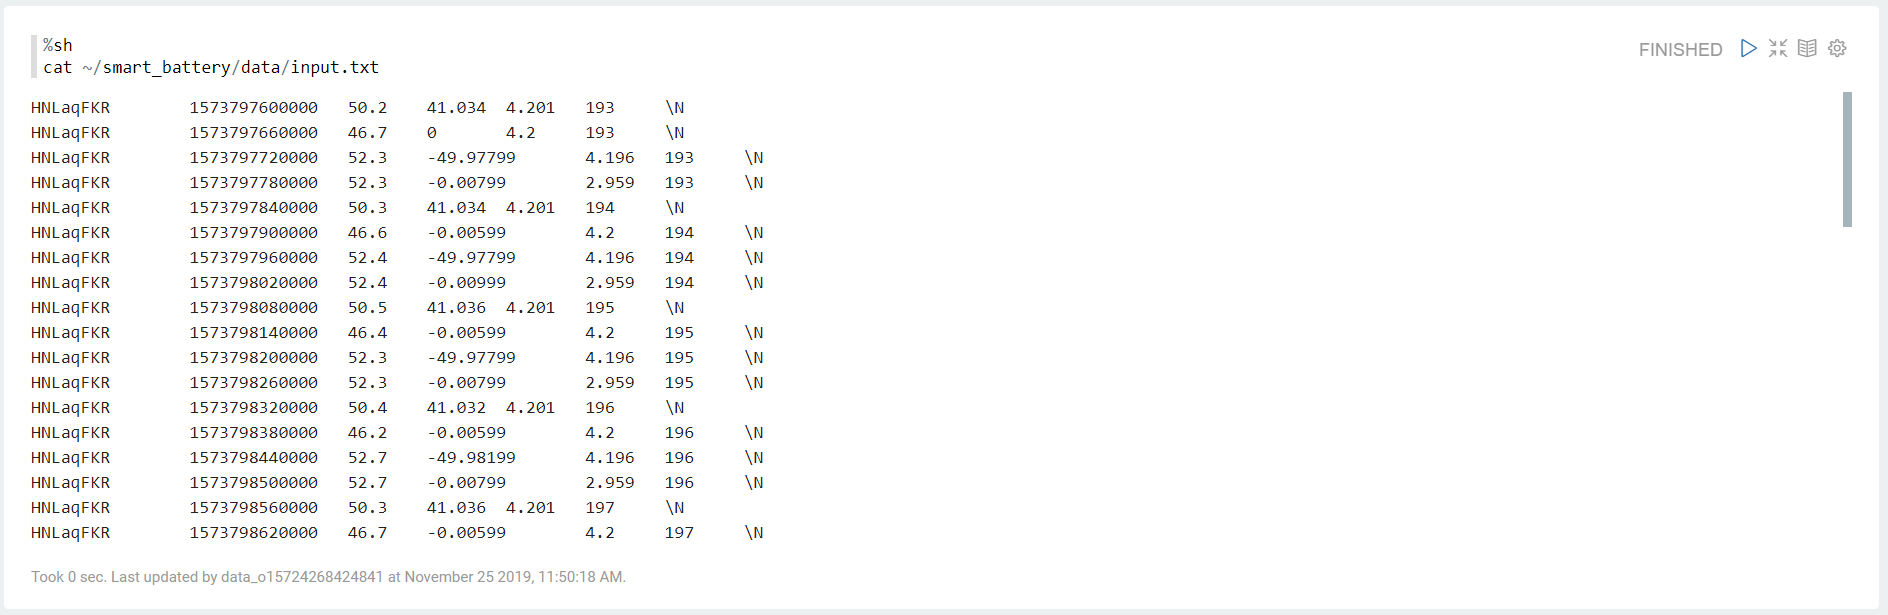 %sh
FINISHED
cat ~/smart_battery/data/input.txt
HNLaqFKR 1573797600000 50.2 41.034 4.201 193 \N
HNLaqFKR 1573797660000 46.7 0 4.2 193 \N
HNLaqFKR 1573797720000 52.3 -49.97799 4.196 193 \N
HNLaqFKR 1573797780000 52.3 -0.00799 2.959 193 \N
HNLaqFKR 1573797840000 50.3 41.034 4.201 194 \N
HNLaqFKR 1573797900000 46.6 -0.00599 4.2 194 \N
HNLaqFKR 1573797960000 52.4 -49.97799 4.196 194 \N
HNLaqFKR 1573798020000 52.4 -0.00999 2.959 194 \N
HNLaqFKR 1573798080000 50.5 41.036 4.201 195 \N
HNLaqFKR 1573798140000 46.4 -0.00599 4.2 195 \N
HNLaqFKR 1573798200000 52.3 -49.97799 4.196 195 \N
HNLaqFKR 1573798260000 52.3 -0.00799 2.959 195 \N
HNLaqFKR 1573798320000 50.4 41.032 4.201 196 \N
HNLaqFKR 1573798380000 46.2 -0.00599 4.2 196 \N
HNLaqFKR 1573798440000 52.7 -49.98199 4.196 196 \N
HNLaqFKR 1573798500000 52.7 -0.00799 2.959 196 \N
HNLaqFKR 1573798560000 50.3 41.036 4.201 197 \N
HNLaqFKR 1573798620000 46.7 -0.00599 4.2 197 \N
Took 0 sec. Last updated by data_o15724268424841 at November 25 2019, 11:50:18 AM.